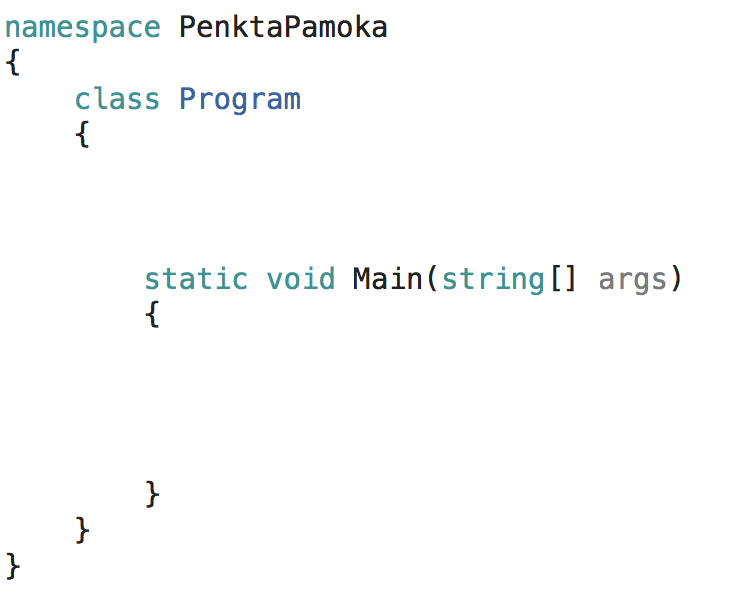 namespace PenktaPamoka
{
    class Program
    {
        static void Main(string[] args)
        {
        }
    }
}